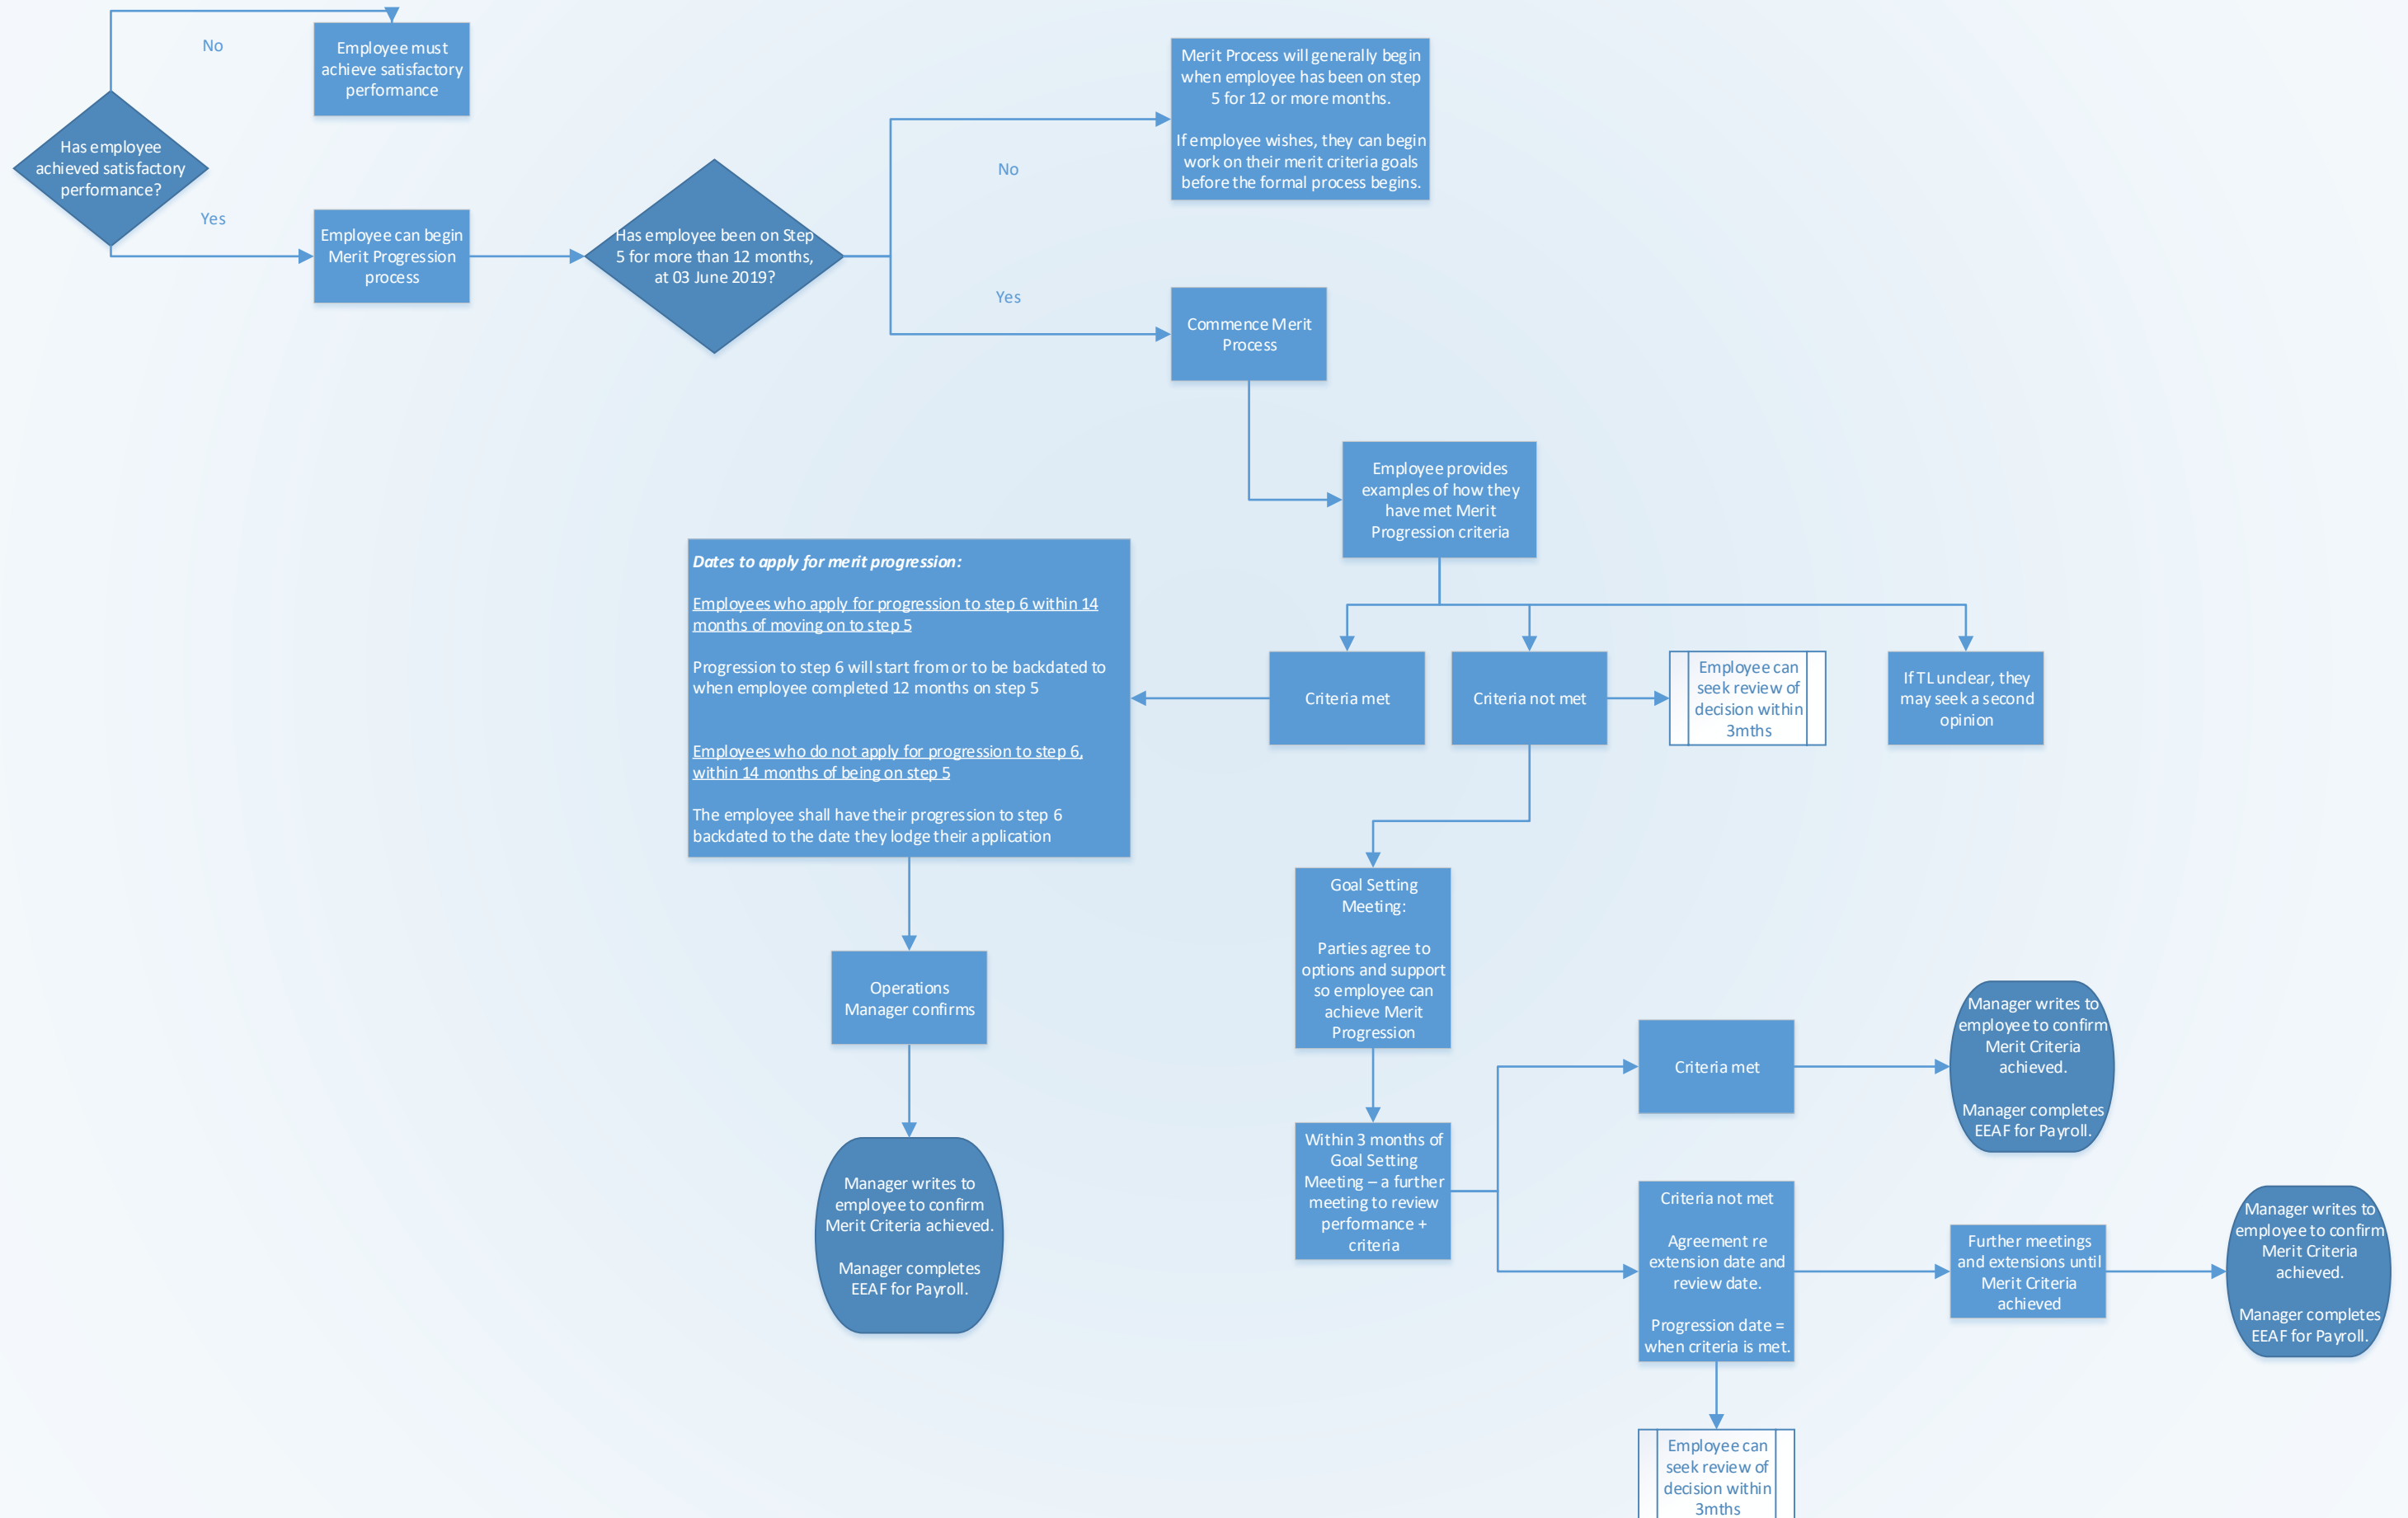 No
Employee must
achieve satisfactory
performance
Has employee
achieved satisfactory
performance?
Yes
Employee can begin
Merit Progression
process
Has employee been on Step
5 for more than 12 months,
at 03 June 2019?
No
Merit Process will generally begin
when employee has been on step
5 for 12 or more months.
If employee wishes, they can begin
work on their merit criteria goals
before the formal process begins.
Yes
Commence Merit
Process
Employee provides
examples of how they
have met Merit
Progression criteria
Criteria met
Criteria not met
Employee can
seek review of
decision within
3mths
If TL unclear, they
may seek a second
opinion
Dates to apply for merit progression:
Employees who apply for progression to step 6 within 14
months of moving on to step 5
Progression to step 6 will start from or to be backdated to
when employee completed 12 months on step 5
Employees who do not apply for progression to step 6,
within 14 months of being on step 5
The employee shall have their progression to step 6
backdated to the date they lodge their application
Operations
Manager confirms
Manager writes to
employee to confirm
Merit Criteria achieved.
Manager completes
EEAF for Payroll.
Goal Setting
Meeting:
Parties agree to
options and support
so employee can
achieve Merit
Progression
Within 3 months of
Goal Setting
Meeting – a further
meeting to review
performance +
criteria
Criteria met
Manager writes to
employee to confirm
Merit Criteria
achieved.
Manager completes
EEAF for Payroll.
Criteria not met
Agreement re
extension date and
review date.
Progression date =
when criteria is met.
Further meetings
and extensions until
Merit Criteria
achieved
Manager writes to
employee to confirm
Merit Criteria
achieved.
Manager completes
EEAF for Payroll.
Employee can
seek review of
decision within
3mths